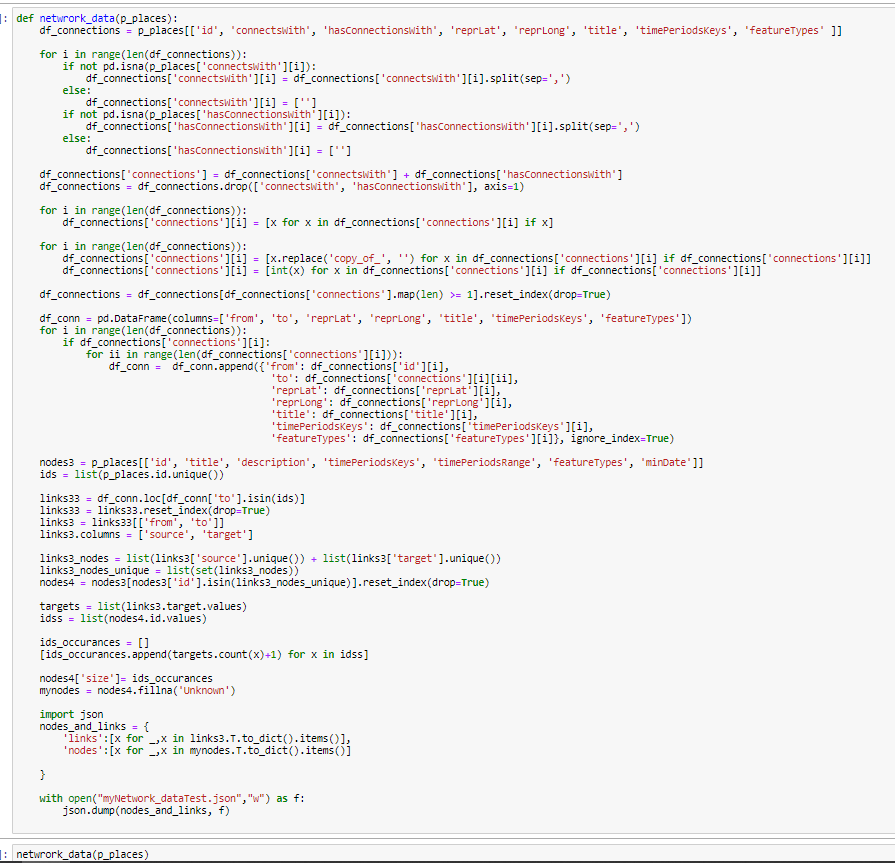 ]: def netwrork_data(p_places):
    df_connections = p_places[['id', 'connectsWith', 'hasConnectionsWith', 'reprLat', 'reprLong', 'title', 'timePeriodsKeys', 'featureTypes' ]]
    for i in range(len(df_connections)):
        if not pd.isna(p_places['connectsWith'][i]):
            df_connections['connectsWith'][i] = df_connections['connectsWith'][i].split(sep=',')
        else:
            df_connections['connectsWith'][i] = ['']
        if not pd.isna(p_places['hasConnectionsWith'][i]):
            df_connections['hasConnectionsWith'][i] = df_connections['hasConnectionsWith'][i].split(sep=',')
        else:
            df_connections['hasConnectionsWith'][i] = ['']
    df_connections['connections'] = df_connections['connectsWith'] + df_connections['hasConnectionsWith']
    df_connections = df_connections.drop(['connectsWith', 'hasConnectionsWith'], axis=1)
    for i in range(len(df_connections)):
        df_connections['connections'][i] = [x for x in df_connections['connections'][i] if x]
    for i in range(len(df_connections)):
        df_connections['connections'][i] = [x.replace('copy_of_', '') for x in df_connections['connections'][i] if df_connections['connections'][i]]
        df_connections['connections'][i] = [int(x) for x in df_connections['connections'][i] if df_connections['connections'][i]]
    df_connections = df_connections[df_connections['connections'].map(len) >= 1].reset_index(drop=True)
    df_conn = pd.DataFrame(columns=['from', 'to', 'reprLat', 'reprLong', 'title', 'timePeriodsKeys', 'featureTypes'])
    for i in range(len(df_connections)):
        if df_connections['connections'][i]:
            for ii in range(len(df_connections['connections'][i])):
                df_conn =  df_conn.append({'from': df_connections['id'][i],
                                           'to': df_connections['connections'][i][ii],
                                           'reprLat': df_connections['reprLat'][i],
                                           'reprLong': df_connections['reprLong'][i],
                                           'title': df_connections['title'][i],
                                           'timePeriodsKeys': df_connections['timePeriodsKeys'][i],
                                           'featureTypes': df_connections['featureTypes'][i]}, ignore_index=True)
    nodes3 = p_places[['id', 'title', 'description', 'timePeriodsKeys', 'timePeriodsRange', 'featureTypes', 'minDate']]
    ids = list(p_places.id.unique())
    links33 = df_conn.loc[df_conn['to'].isin(ids)]
    links33 = links33.reset_index(drop=True)
    links3 = links33[['from', 'to']]
    links3.columns = ['source', 'target']
    links3_nodes = list(links3['source'].unique()) + list(links3['target'].unique())
    links3_nodes_unique = list(set(links3_nodes))
    nodes4 = nodes3[nodes3['id'].isin(links3_nodes_unique)].reset_index(drop=True)
    targets = list(links3.target.values)
    idss = list(nodes4.id.values)
    ids_occurances = []
    [ids_occurances.append(targets.count(x)+1) for x in idss]
    nodes4['size']= ids_occurances
    mynodes = nodes4.fillna('Unknown')
    import json
    nodes_and_links = {
        'links':[x for _,x in links3.T.to_dict().items()],
        'nodes':[x for _,x in mynodes.T.to_dict().items()]
    }
    with open("myNetwork_dataTest.json","w") as f:
        json.dump(nodes_and_links, f)
]: netwrork_data(p_places)